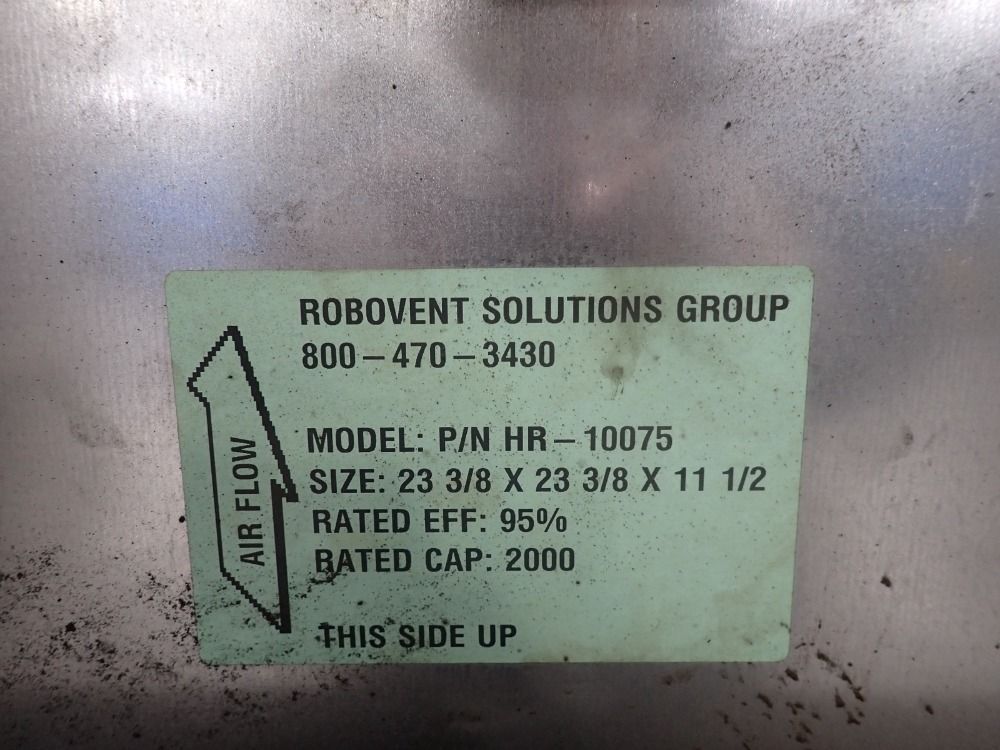 ROBOVENT SOLUTIONS GROUP
800-470-3430
MODEL: P/N HR-10075
SIZE: 23 3/8 X 23 3/8 X 11 1/2
RATED EFF: 95%
RATED CAP: 2000
THIS SIDE UP
AIR FLOW